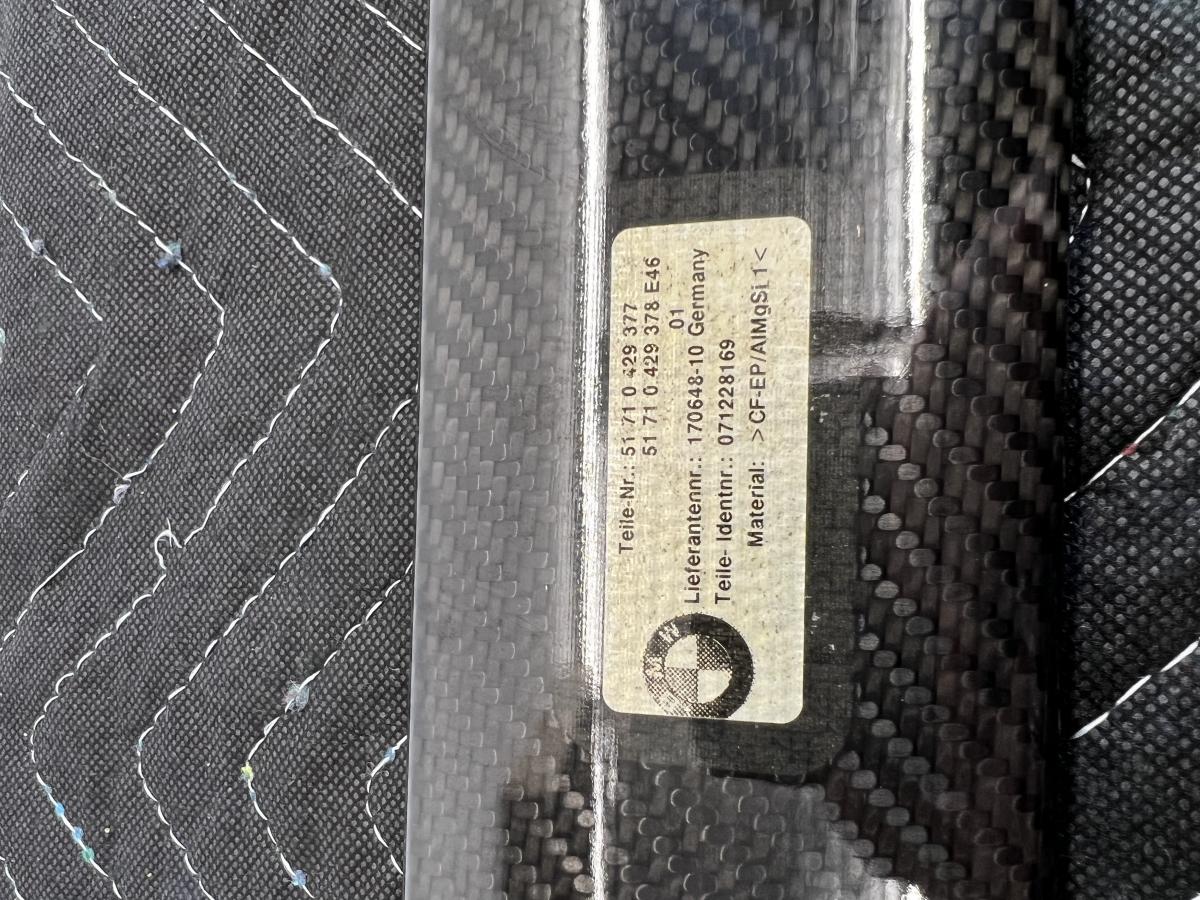 Teile-Nr.: 51 71 0 429 377
51 71 0 429 378 E46
01
Lieferantennr.: 170648-10 Germany
Teile- Identnr.: 071228169
Material: >CF-EP/AlMgSi 1<
BMW